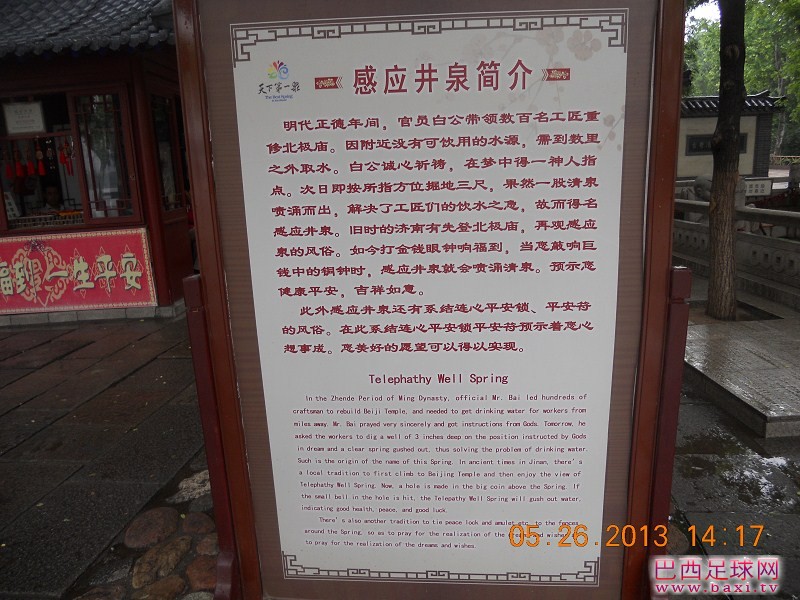 天下第一泉
感应井泉简介
明代正德年间，官员白公带领数百名工匠重
修北极庙。因附近没有可饮用的水源，需到数里
之外取水。白公诚心祈祷，在梦中得一神人指
点。次日即按所指方位掘地三尺，果然一股清泉
喷涌而出，解决了工匠们的饮水之急，故而得名
感应井泉。旧时的济南有先登北极庙，再观感应
泉的风俗。如今打金钱眼钟响福到，当您敲响巨
钱中的铜钟时，感应井泉就会喷涌清泉。预示您
健康平安，吉祥如意。
此外感应井泉还有系结连心平安锁、平安符
的风俗。在此系结连心平安锁平安符预示着您心
想事成。您美好的愿望可以得以实现。
Telephathy Well Spring
In the Zhende Period of Ming Dynasty, official Mr. Bai led hundreds of
craftsman to rebuild Beiji Temple, and needed to get drinking water for workers from
miles away. Mr. Bai prayed very sincerely and got instructions from Gods. Tomorrow, he
asked the workers to dig a well of 3 inches deep on the position instructed by Gods
in dream and a clear spring gushed out, thus solving the problem of drinking water.
Such is the origin of the name of this Spring. In ancient times in Jinan, there's
a local tradition to first climb to Beijing Temple and then enjoy the view of
Telephathy Well Spring. Now, a hole is made in the big coin above the Spring. If
the small bell in the hole is hit, the Telepathy Well Spring will gush out water,
indicating good health, peace, and good luck.
There's also another tradition to tie peace lock and amulet etc. to the fences
around the Spring, so as to pray for the realization of the dreams and wishes
to pray for the realization of the dreams and wishes.
福到 一生平安
05.26.2013 14:17
巴西足球网
www.baxi.tv